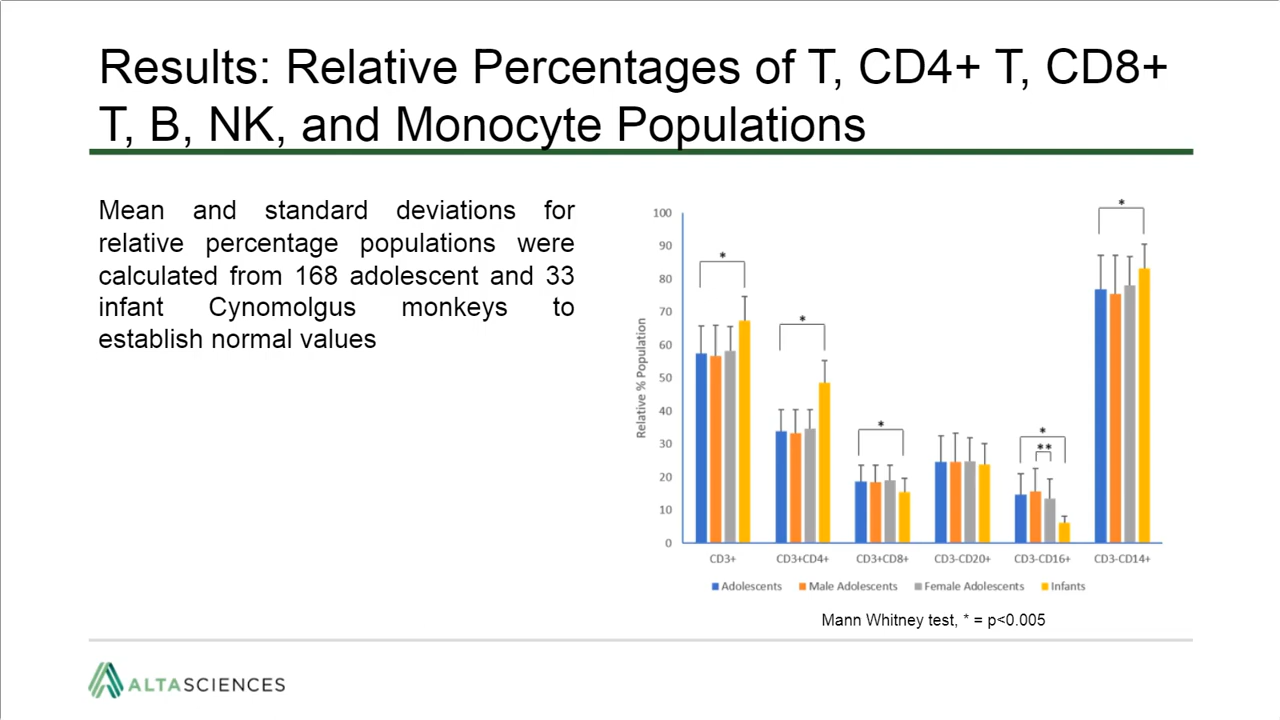 Results: Relative Percentages of T, CD4+ T, CD8+
T, B, NK, and Monocyte Populations
Mean and standard deviations for
relative percentage populations were
calculated from 168 adolescent and 33
infant Cynomolgus monkeys to
establish normal values
Relative % Population
100
90
80
70
60
50
40
30
20
10
0
*
*
*
*
**
*
CD3+ CD3+CD4+ CD3+CD8+ CD3-CD20+ CD3-CD16+ CD3-CD14+
Adolescents Male Adolescents Female Adolescents Infants
Mann Whitney test, * = p<0.005
ALTASCIENCES